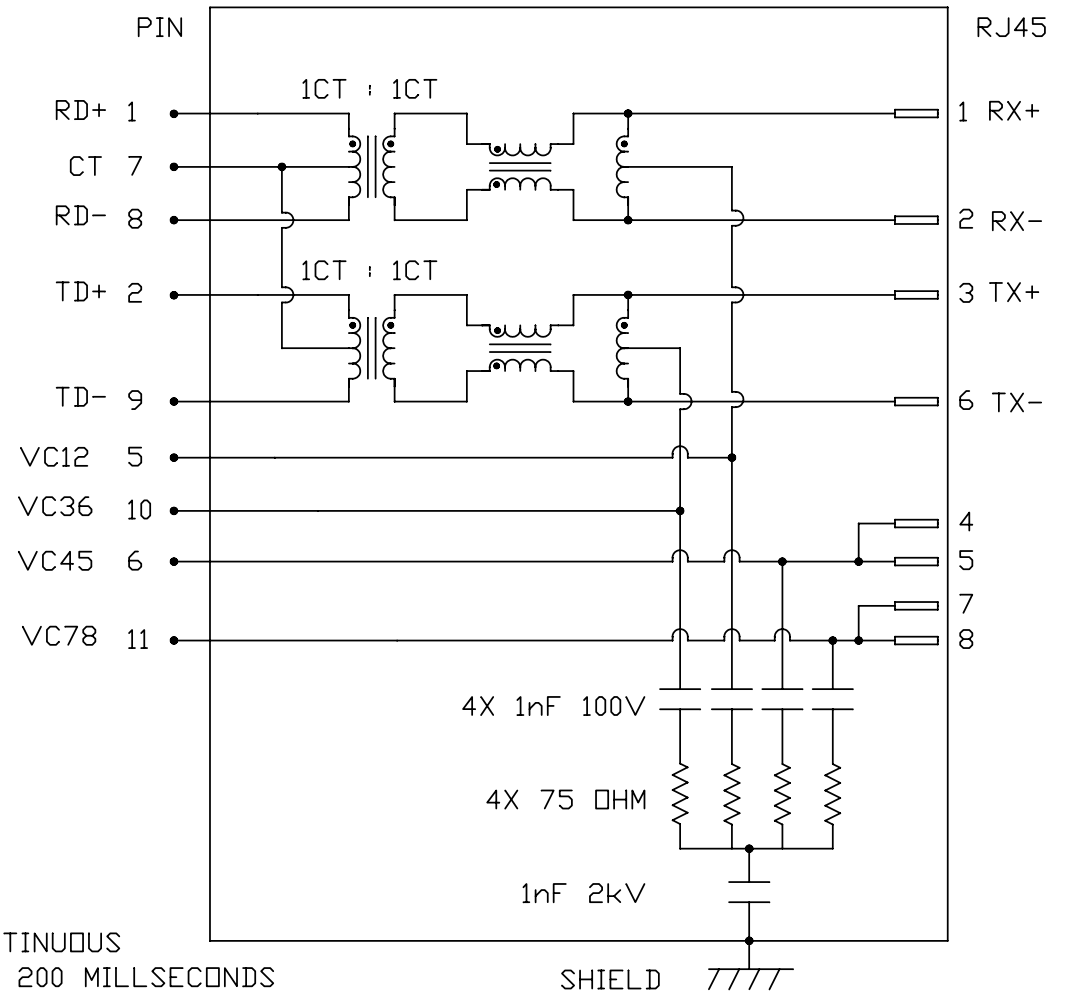 PIN RJ45
1CT : 1CT
RD+ 1 1 RX+
CT 7
RD- 8 2 RX-
1CT : 1CT
TD+ 2 3 TX+
TD- 9 6 TX-
VC12 5
VC36 10
4
VC45 6 5
7
VC78 11 8
4X 1nF 100V
4X 75 OHM
1nF 2kV
TINUOUS
200 MILLSECONDS
SHIELD